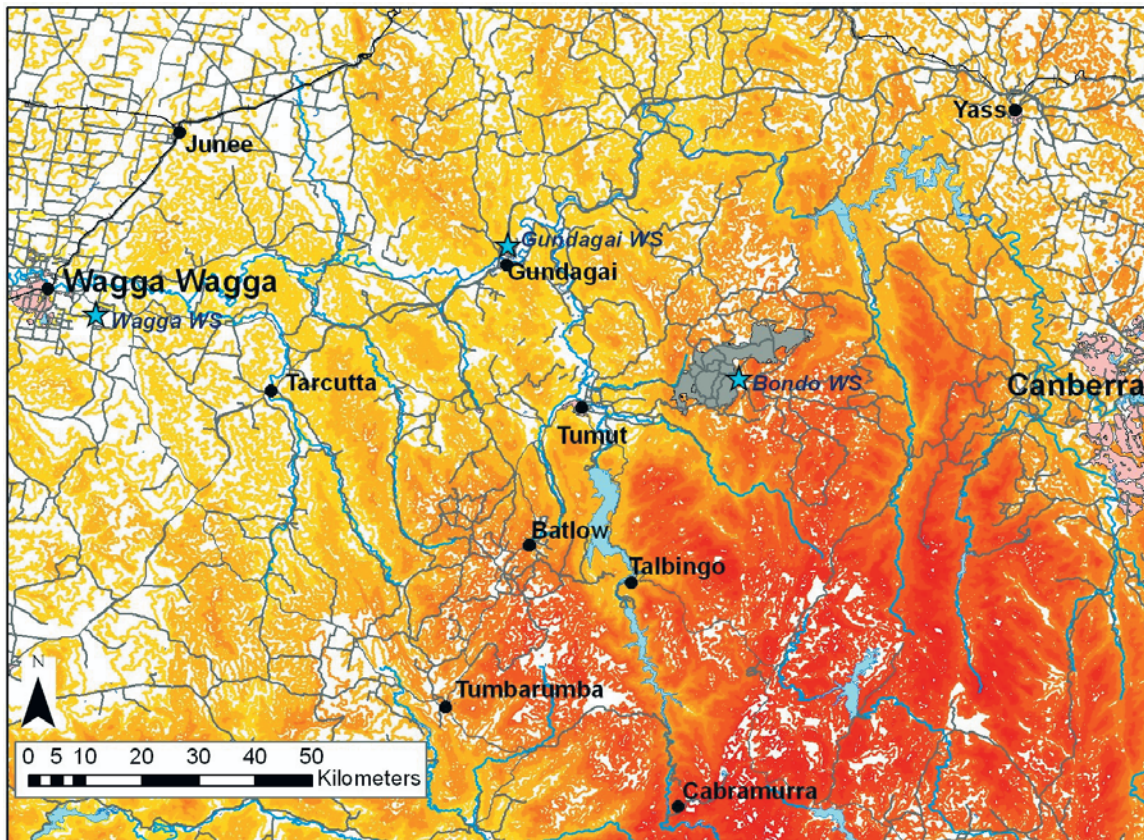 Yass
Junee
Gundagai WS
Gundagai
Wagga Wagga
Wagga WS
Tarcutta
Bondo WS
Canberra
Tumut
Batlow
Talbingo
N
Tumbarumba
0 5 10 20 30 40 50
Kilometers
Cabramurra